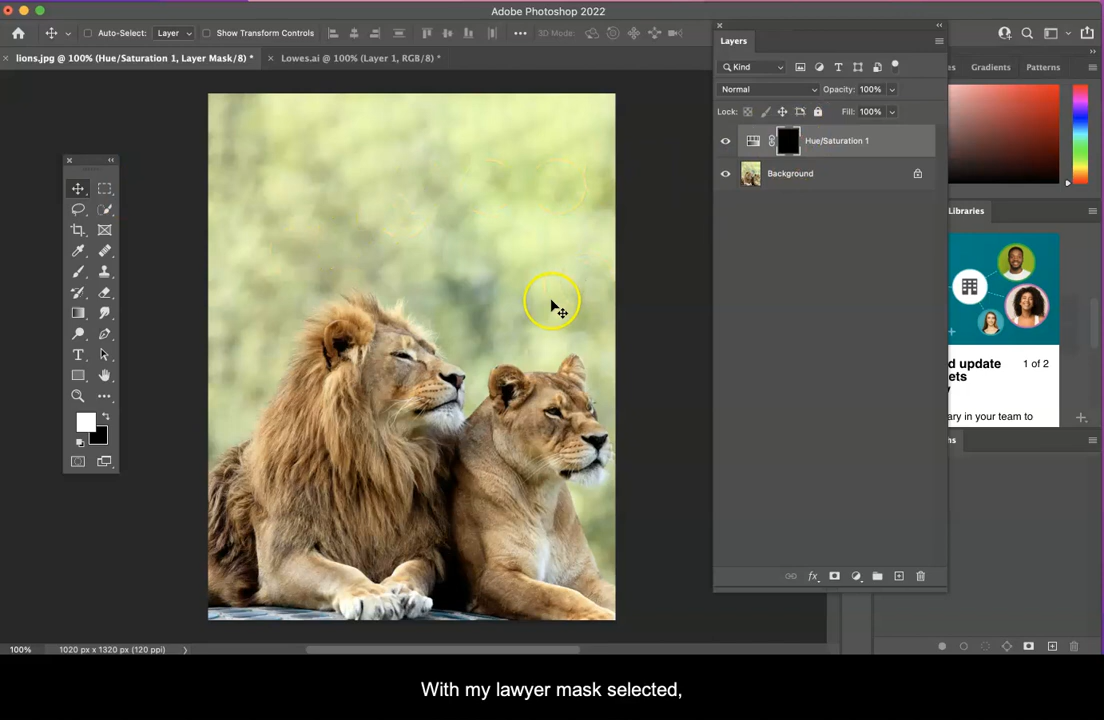 Adobe Photoshop 2022
Auto-Select: Layer Show Transform Controls 3D Mode:
lions.jpg @ 100% (Hue/Saturation 1, Layer Mask/8) *
Lowes.ai @ 100% (Layer 1, RGB/8) *
Layers
Kind
Normal Opacity: 100%
Lock: Fill: 100%
Hue/Saturation 1
Background
es Gradients Patterns
Libraries
d update 1 of 2
ets
y
ary in your team to
ns
T
fx
100% 1020 px x 1320 px (120 ppi)
With my lawyer mask selected,